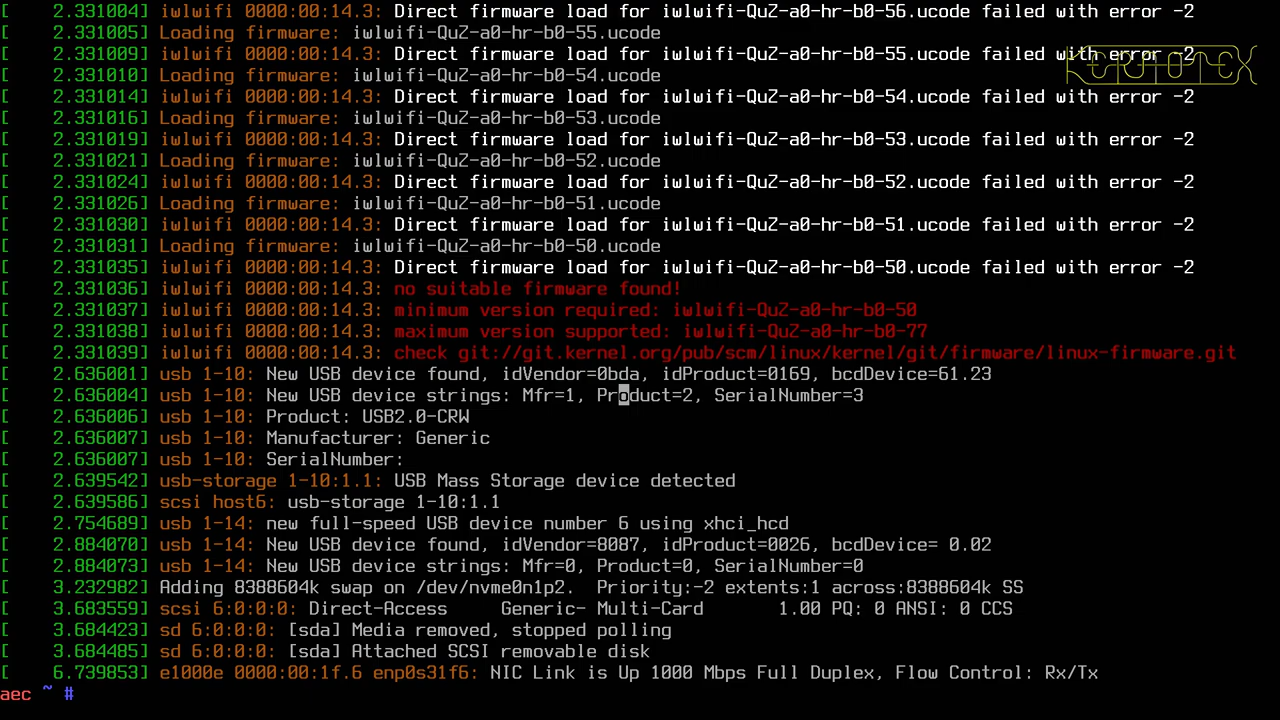 [    2.331004] iwlwifi 0000:00:14.3: Direct firmware load for iwlwifi-QuZ-a0-hr-b0-56.ucode failed with error -2
[    2.331005] Loading firmware: iwlwifi-QuZ-a0-hr-b0-55.ucode
[    2.331009] iwlwifi 0000:00:14.3: Direct firmware load for iwlwifi-QuZ-a0-hr-b0-55.ucode failed with error -2
[    2.331010] Loading firmware: iwlwifi-QuZ-a0-hr-b0-54.ucode
[    2.331014] iwlwifi 0000:00:14.3: Direct firmware load for iwlwifi-QuZ-a0-hr-b0-54.ucode failed with error -2
[    2.331016] Loading firmware: iwlwifi-QuZ-a0-hr-b0-53.ucode
[    2.331019] iwlwifi 0000:00:14.3: Direct firmware load for iwlwifi-QuZ-a0-hr-b0-53.ucode failed with error -2
[    2.331021] Loading firmware: iwlwifi-QuZ-a0-hr-b0-52.ucode
[    2.331024] iwlwifi 0000:00:14.3: Direct firmware load for iwlwifi-QuZ-a0-hr-b0-52.ucode failed with error -2
[    2.331026] Loading firmware: iwlwifi-QuZ-a0-hr-b0-51.ucode
[    2.331030] iwlwifi 0000:00:14.3: Direct firmware load for iwlwifi-QuZ-a0-hr-b0-51.ucode failed with error -2
[    2.331031] Loading firmware: iwlwifi-QuZ-a0-hr-b0-50.ucode
[    2.331035] iwlwifi 0000:00:14.3: Direct firmware load for iwlwifi-QuZ-a0-hr-b0-50.ucode failed with error -2
[    2.331036] iwlwifi 0000:00:14.3: no suitable firmware found!
[    2.331037] iwlwifi 0000:00:14.3: minimum version required: iwlwifi-QuZ-a0-hr-b0-50
[    2.331038] iwlwifi 0000:00:14.3: maximum version supported: iwlwifi-QuZ-a0-hr-b0-77
[    2.331039] iwlwifi 0000:00:14.3: check git://git.kernel.org/pub/scm/linux/kernel/git/firmware/linux-firmware.git
[    2.636001] usb 1-10: New USB device found, idVendor=0bda, idProduct=0169, bcdDevice=61.23
[    2.636004] usb 1-10: New USB device strings: Mfr=1, Product=2, SerialNumber=3
[    2.636006] usb 1-10: Product: USB2.0-CRW
[    2.636007] usb 1-10: Manufacturer: Generic
[    2.636007] usb 1-10: SerialNumber:
[    2.639542] usb-storage 1-10:1.1: USB Mass Storage device detected
[    2.639586] scsi host6: usb-storage 1-10:1.1
[    2.754689] usb 1-14: new full-speed USB device number 6 using xhci_hcd
[    2.884070] usb 1-14: New USB device found, idVendor=8087, idProduct=0026, bcdDevice= 0.02
[    2.884073] usb 1-14: New USB device strings: Mfr=0, Product=0, SerialNumber=0
[    3.232982] Adding 8388604k swap on /dev/nvme0n1p2.  Priority:-2 extents:1 across:8388604k SS
[    3.683559] scsi 6:0:0:0: Direct-Access     Generic- Multi-Card       1.00 PQ: 0 ANSI: 0 CCS
[    3.684423] sd 6:0:0:0: [sda] Media removed, stopped polling
[    3.684485] sd 6:0:0:0: [sda] Attached SCSI removable disk
[    6.739853] e1000e 0000:00:1f.6 enp0s31f6: NIC Link is Up 1000 Mbps Full Duplex, Flow Control: Rx/Tx
aec ~ #